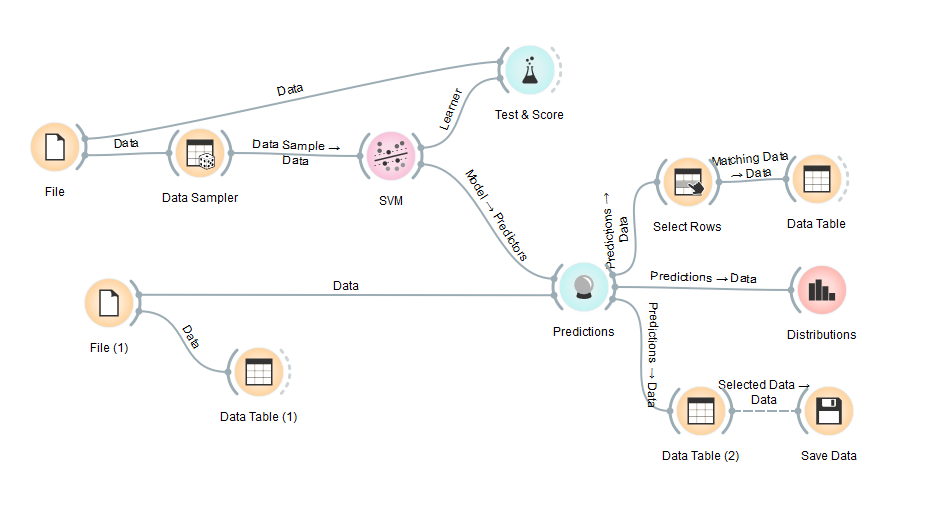 Data
Test & Score
Learner
Data
File
Data Sampler
Data Sample →
Data
SVM
Model → Predictors
Predictions →
Data
Select Rows
Matching Data
→ Data
Data Table
Data
File (1)
Data
Data Table (1)
Predictions
Predictions → Data
Distributions
Predictions → Data
Data Table (2)
Selected Data →
Data
Save Data